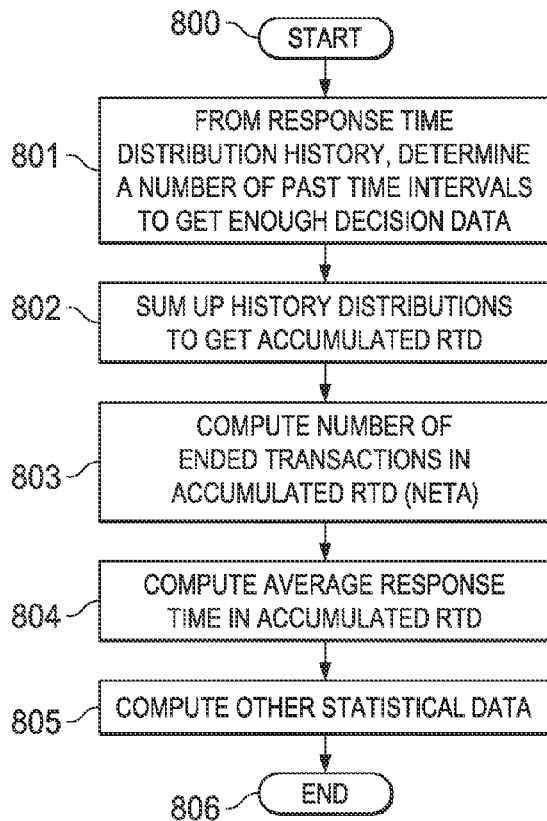 800
START
801
FROM RESPONSE TIME
DISTRIBUTION HISTORY, DETERMINE
A NUMBER OF PAST TIME INTERVALS
TO GET ENOUGH DECISION DATA
802
SUM UP HISTORY DISTRIBUTIONS
TO GET ACCUMULATED RTD
803
COMPUTE NUMBER OF
ENDED TRANSACTIONS IN
ACCUMULATED RTD (NETA)
804
COMPUTE AVERAGE RESPONSE
TIME IN ACCUMULATED RTD
805
COMPUTE OTHER STATISTICAL DATA
806
END